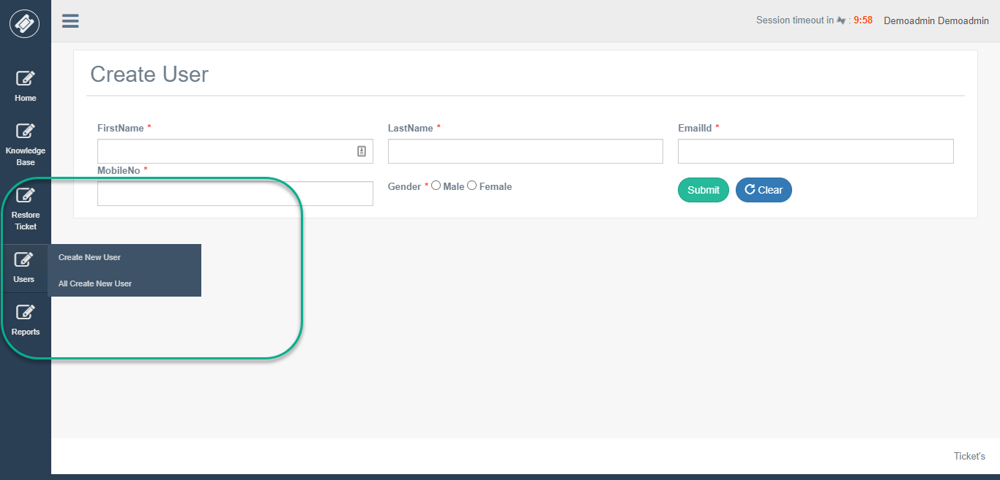 Session timeout in : 9:58 Demoadmin Demoadmin
Home
Knowledge
Base
Restore
Ticket
Users
Reports
Create New User
All Create New User
Create User
FirstName * LastName * EmailId *
MobileNo *
Gender * Male Female Submit Clear
Ticket's